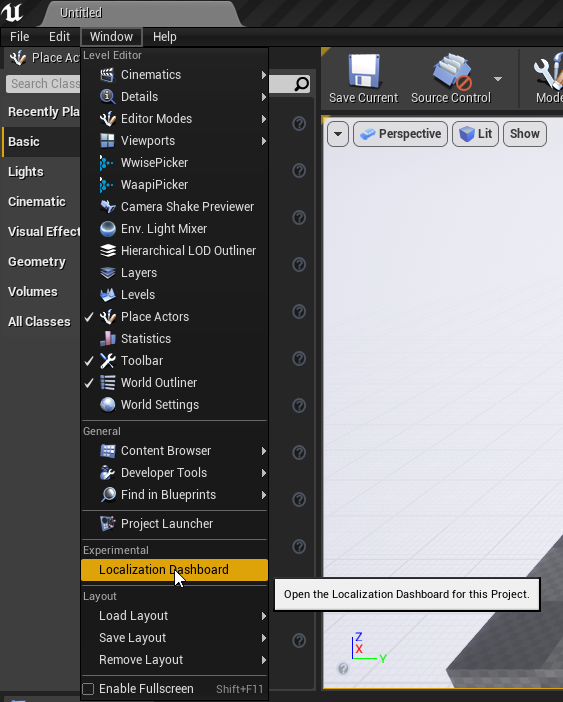 Untitled
File Edit Window Help
Level Editor
Place Ac
Search Clas
Cinematics
Details
Editor Modes
Viewports
WwisePicker
WaapiPicker
Camera Shake Previewer
Env. Light Mixer
Hierarchical LOD Outliner
Layers
Levels
Place Actors
Statistics
Toolbar
World Outliner
World Settings
General
Content Browser
Developer Tools
Find in Blueprints
Project Launcher
Experimental
Localization Dashboard
Layout
Load Layout
Save Layout
Remove Layout
Enable Fullscreen Shift+F11
Recently Pla
Basic
Lights
Cinematic
Visual Effect
Geometry
Volumes
All Classes
Save Current Source Control Mode
Perspective Lit Show
Open the Localization Dashboard for this Project.
Z
X
Y